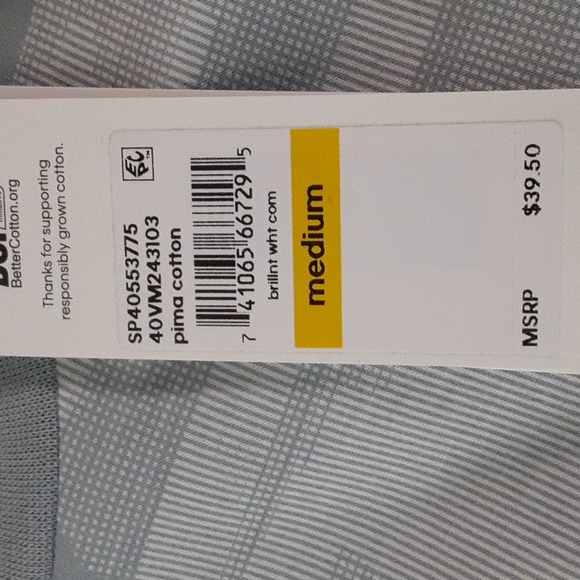 BetterCotton.org
Thanks for supporting
responsibly grown cotton.
SP40553775
40VM243103
pima cotton
7 41065 66729 5
brillnt wht com
medium
MSRP $39.50